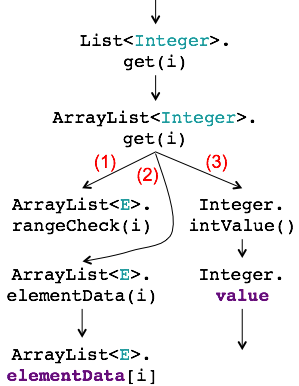 List<Integer>.
get(i)
ArrayList<Integer>.
get(i)
(1)
(2)
(3)
ArrayList<E>.
rangeCheck(i)
Integer.
intValue()
ArrayList<E>.
elementData(i)
Integer.
value
ArrayList<E>.
elementData[i]